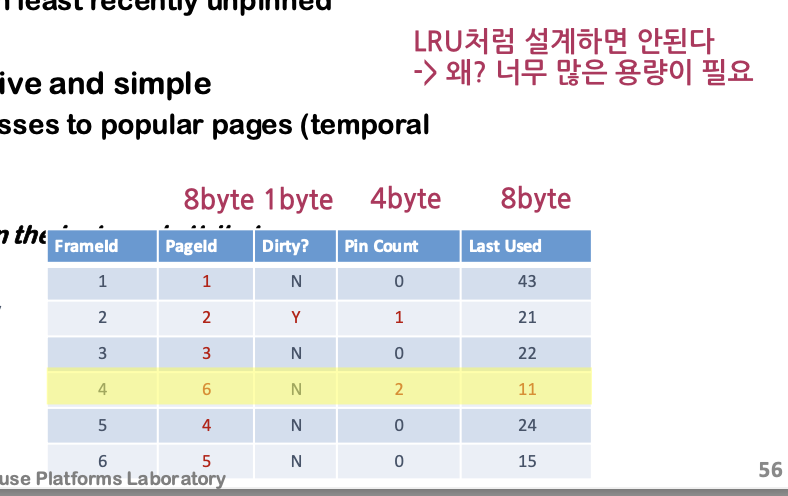 least recently unpinned
LRU처럼 설계하면 안된다
-> 왜? 너무 많은 용량이 필요
ive and simple
sses to popular pages (temporal
8byte 1byte 4byte 8byte
n the
FrameId PageId Dirty? Pin Count Last Used
1 1 N 0 43
2 2 Y 1 21
3 3 N 0 22
4 6 N 2 11
5 4 N 0 24
6 5 N 0 15
use Platforms Laboratory
56